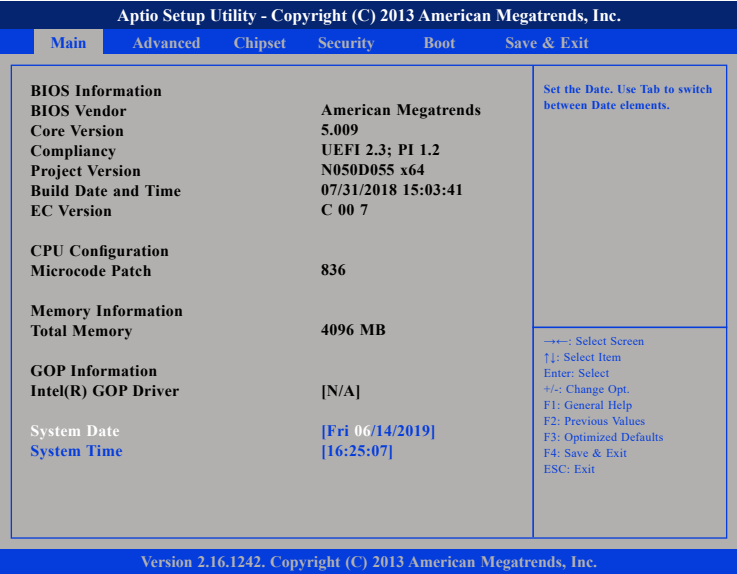 Aptio Setup Utility - Copyright (C) 2013 American Megatrends, Inc.
Main Advanced Chipset Security Boot Save & Exit
BIOS Information
BIOS Vendor American Megatrends
Core Version 5.009
Compliancy UEFI 2.3; PI 1.2
Project Version N050D055 x64
Build Date and Time 07/31/2018 15:03:41
EC Version C 00 7
CPU Configuration
Microcode Patch 836
Memory Information
Total Memory 4096 MB
GOP Information
Intel(R) GOP Driver [N/A]
System Date [Fri 06/14/2019]
System Time [16:25:07]
Set the Date. Use Tab to switch
between Date elements.
→←: Select Screen
↑↓: Select Item
Enter: Select
+/-: Change Opt.
F1: General Help
F2: Previous Values
F3: Optimized Defaults
F4: Save & Exit
ESC: Exit
Version 2.16.1242. Copyright (C) 2013 American Megatrends, Inc.